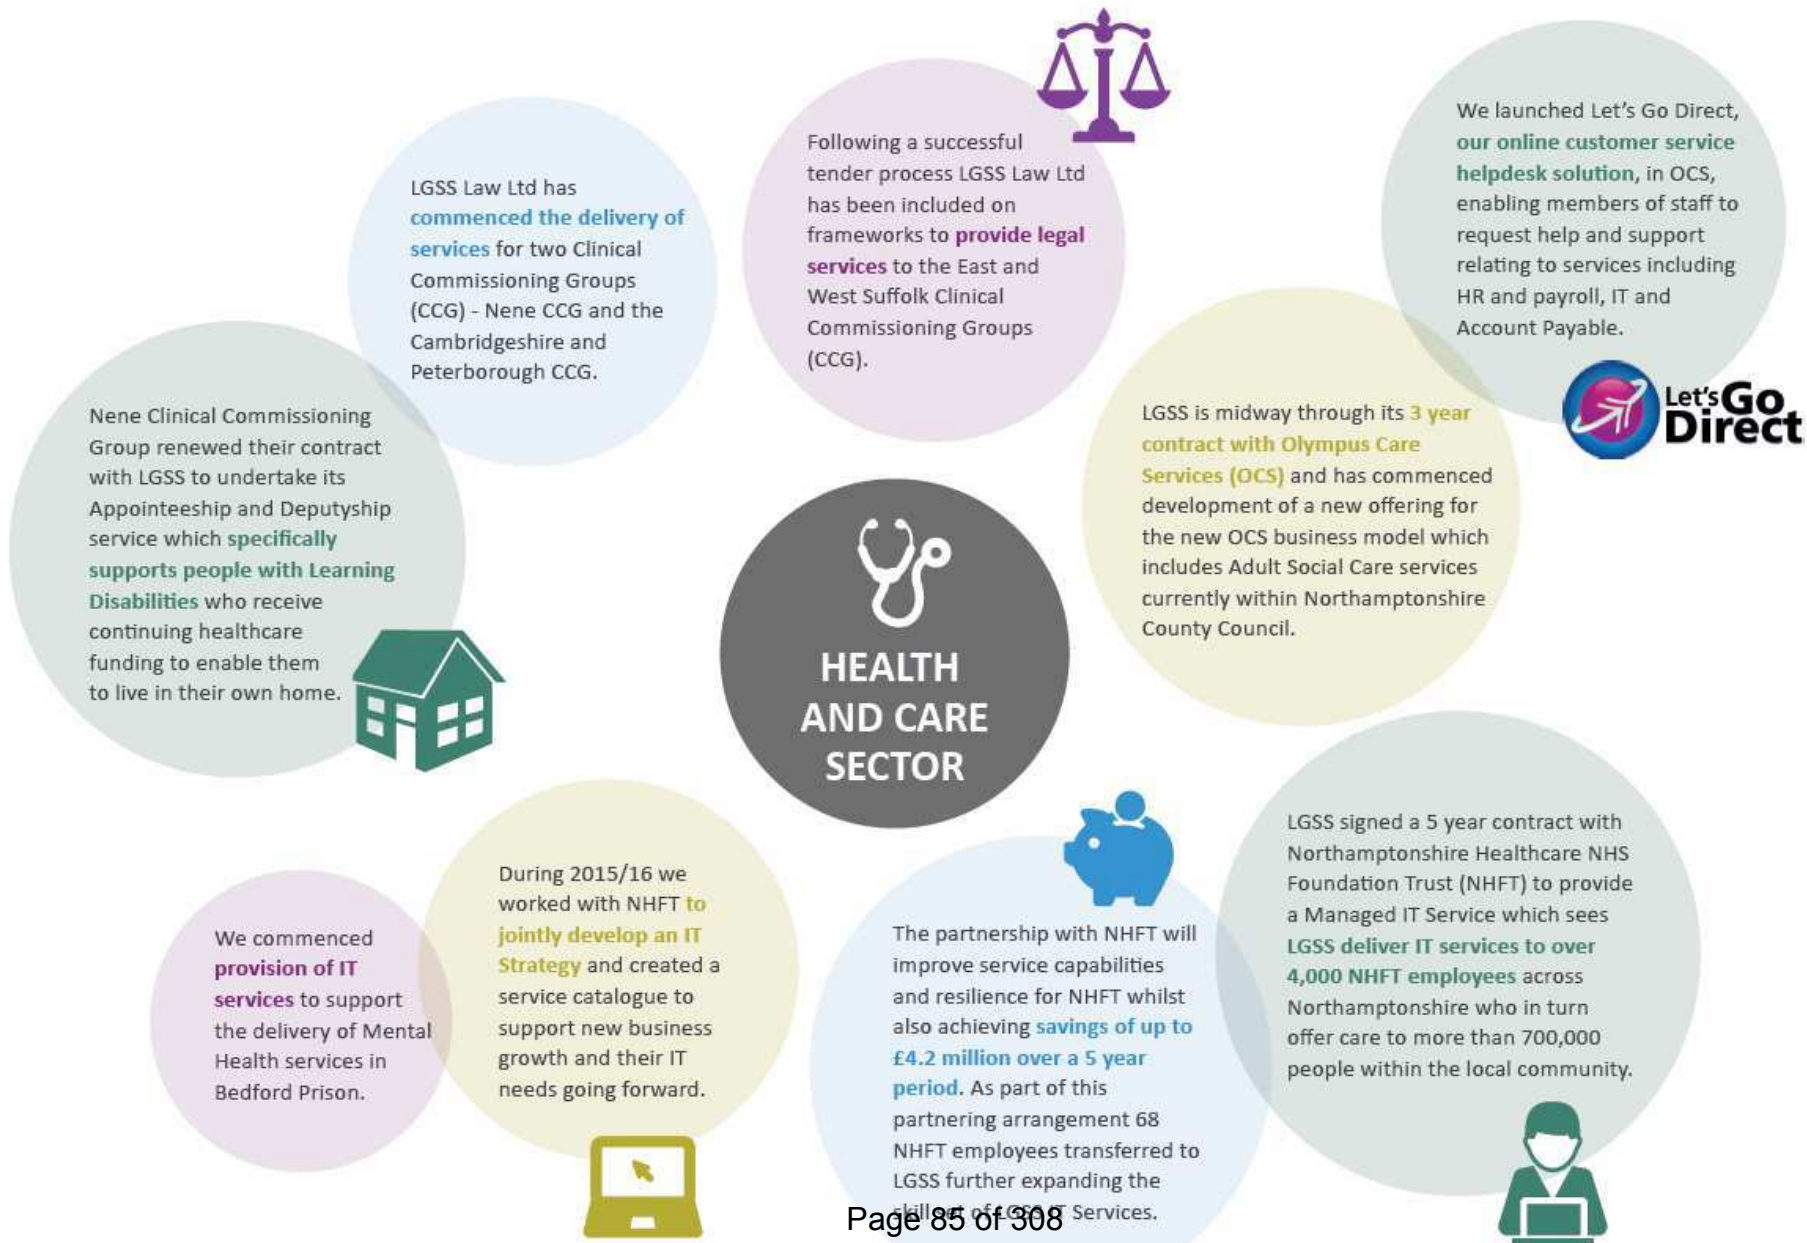 LGSS Law Ltd has
commenced the delivery of
services for two Clinical
Commissioning Groups
(CCG) - Nene CCG and the
Cambridgeshire and
Peterborough CCG.
Following a successful
tender process LGSS Law Ltd
has been included on
frameworks to provide legal
services to the East and
West Suffolk Clinical
Commissioning Groups
(CCG).
We launched Let's Go Direct,
our online customer service
helpdesk solution, in OCS,
enabling members of staff to
request help and support
relating to services including
HR and payroll, IT and
Account Payable.
Let's Go
Direct
Nene Clinical Commissioning
Group renewed their contract
with LGSS to undertake its
Appointeeship and Deputyship
service which specifically
supports people with Learning
Disabilities who receive
continuing healthcare
funding to enable them
to live in their own home.
HEALTH
AND CARE
SECTOR
LGSS is midway through its 3 year
contract with Olympus Care
Services (OCS) and has commenced
development of a new offering for
the new OCS business model which
includes Adult Social Care services
currently within Northamptonshire
County Council.
We commenced
provision of IT
services to support
the delivery of Mental
Health services in
Bedford Prison.
During 2015/16 we
worked with NHFT to
jointly develop an IT
Strategy and created a
service catalogue to
support new business
growth and their IT
needs going forward.
The partnership with NHFT will
improve service capabilities
and resilience for NHFT whilst
also achieving savings of up to
£4.2 million over a 5 year
period. As part of this
partnering arrangement 68
NHFT employees transferred to
LGSS further expanding the
skill set of LGSS IT Services.
LGSS signed a 5 year contract with
Northamptonshire Healthcare NHS
Foundation Trust (NHFT) to provide
a Managed IT Service which sees
LGSS deliver IT services to over
4,000 NHFT employees across
Northamptonshire who in turn
offer care to more than 700,000
people within the local community.
Page 85 of 308